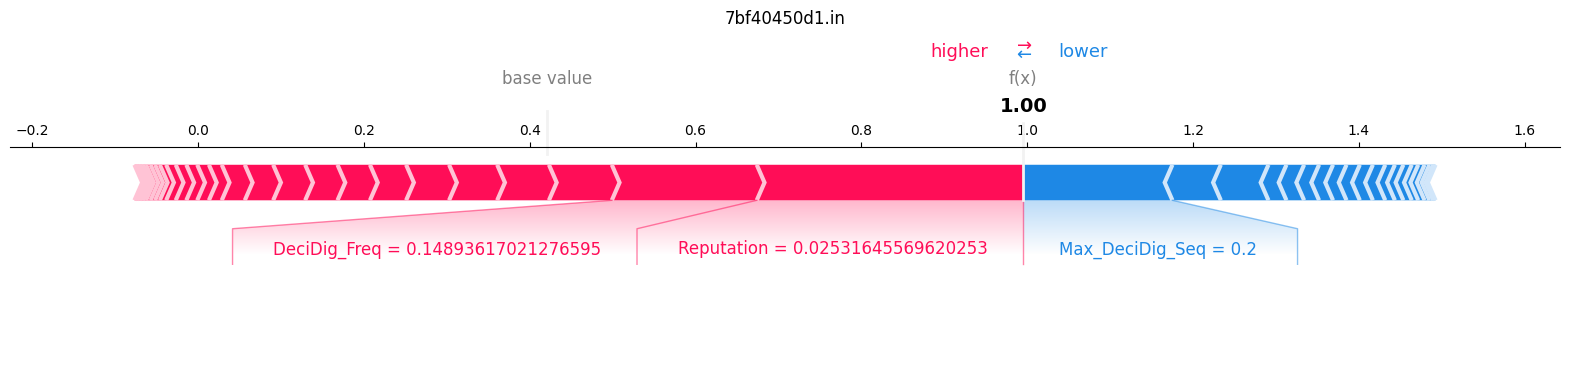 7bf40450d1.in
higher ⇄ lower
base value f(x)
1.00
−0.2 0.0 0.2 0.4 0.6 0.8 1.0 1.2 1.4 1.6
DeciDig_Freq = 0.14893617021276595 Reputation = 0.02531645569620253 Max_DeciDig_Seq = 0.2